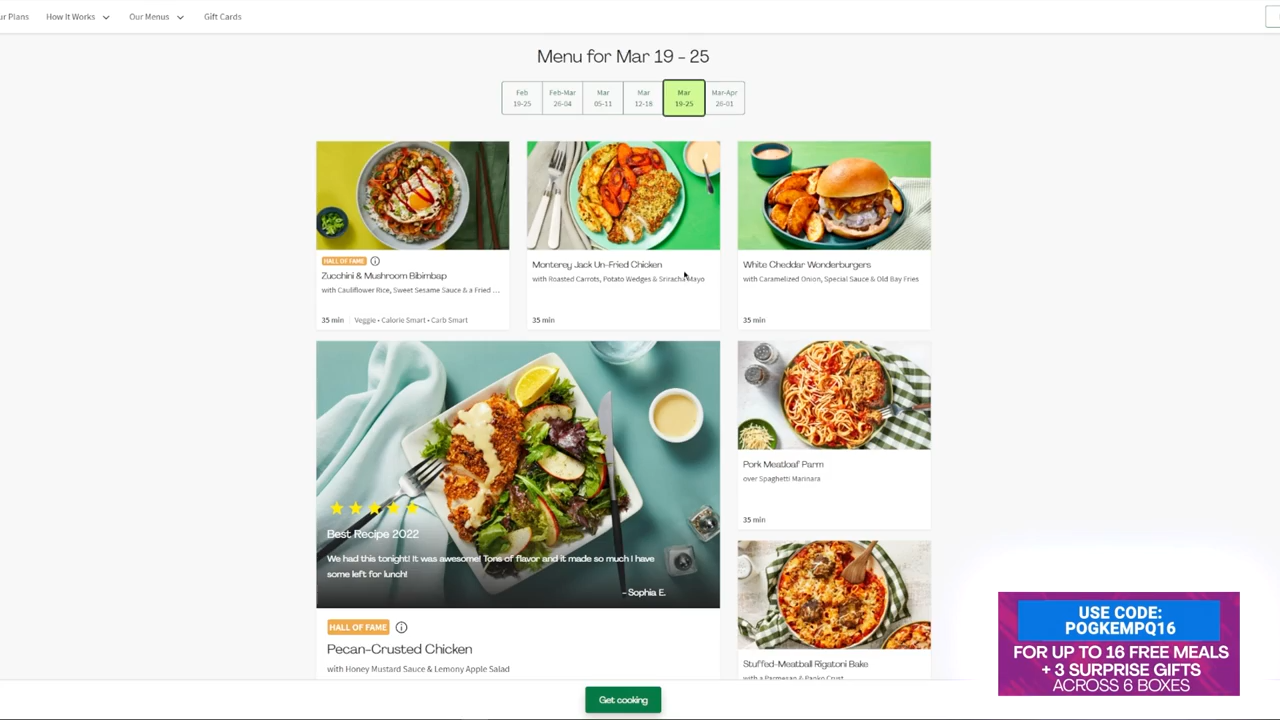 ur Plans
How It Works
Our Menus
Gift Cards
Menu for Mar 19 - 25
Feb
19-25
Feb-Mar
26-04
Mar
05-11
Mar
12-18
Mar
19-25
Mar-Apr
26-01
HALL OF FAME
Zucchini & Mushroom Bibimbap
with Cauliflower Rice, Sweet Sesame Sauce & a Fried ...
35 min | Veggie • Calorie Smart • Carb Smart
Monterey Jack Un-Fried Chicken
with Roasted Carrots, Potato Wedges & Sriracha Mayo
35 min
White Cheddar Wonderburgers
with Caramelized Onion, Special Sauce & Old Bay Fries
35 min
Best Recipe 2022
We had this tonight! It was awesome! Tons of flavor and it made so much I have
some left for lunch!
- Sophia E.
HALL OF FAME
Pecan-Crusted Chicken
with Honey Mustard Sauce & Lemony Apple Salad
Pork Meatloaf Parm
over Spaghetti Marinara
35 min
Stuffed-Meatball Rigatoni Bake
with a Parmesan & Panko Crust
Get cooking
USE CODE:
POGKEMPQ16
FOR UP TO 16 FREE MEALS
+ 3 SURPRISE GIFTS
ACROSS 6 BOXES